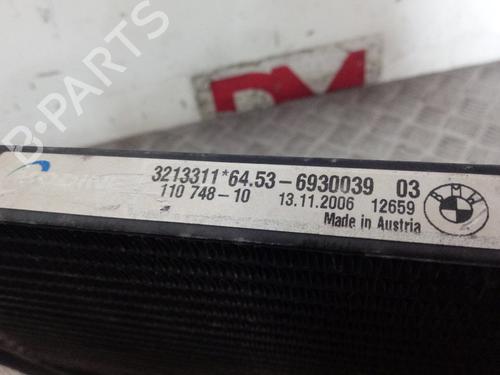 B-PARTS
3213311*64.53-6930039 03
110 748-10 13.11.2006 12659
Made in Austria
BMW